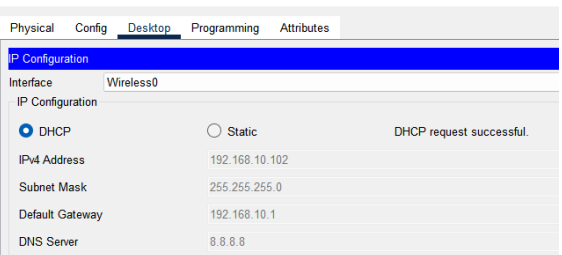 Physical Config Desktop Programming Attributes
IP Configuration
Interface Wireless0
IP Configuration
DHCP Static DHCP request successful.
IPv4 Address 192.168.10.102
Subnet Mask 255.255.255.0
Default Gateway 192.168.10.1
DNS Server 8.8.8.8